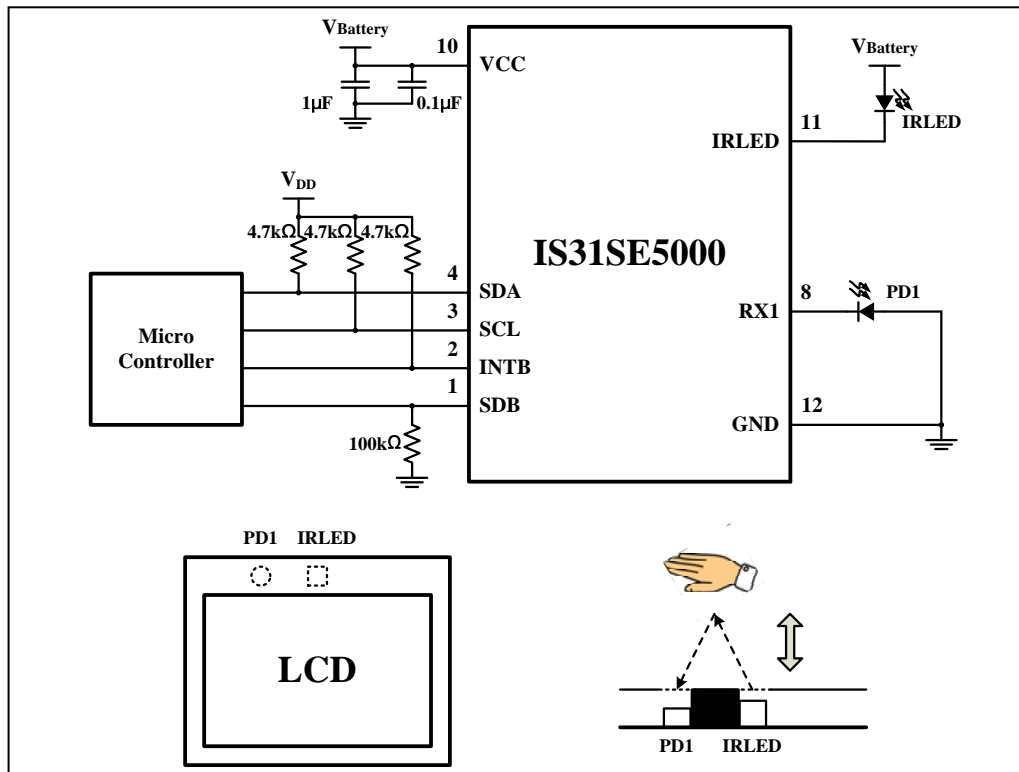 VBattery
10
VCC
1µF
0.1µF
VBattery
11
IRLED
IRLED
VDD
4.7kΩ
4.7kΩ
4.7kΩ
IS31SE5000
4
SDA
8
PD1
RX1
3
SCL
Micro
Controller
2
INTB
1
SDB
12
GND
100kΩ
PD1
IRLED
LCD
PD1
IRLED